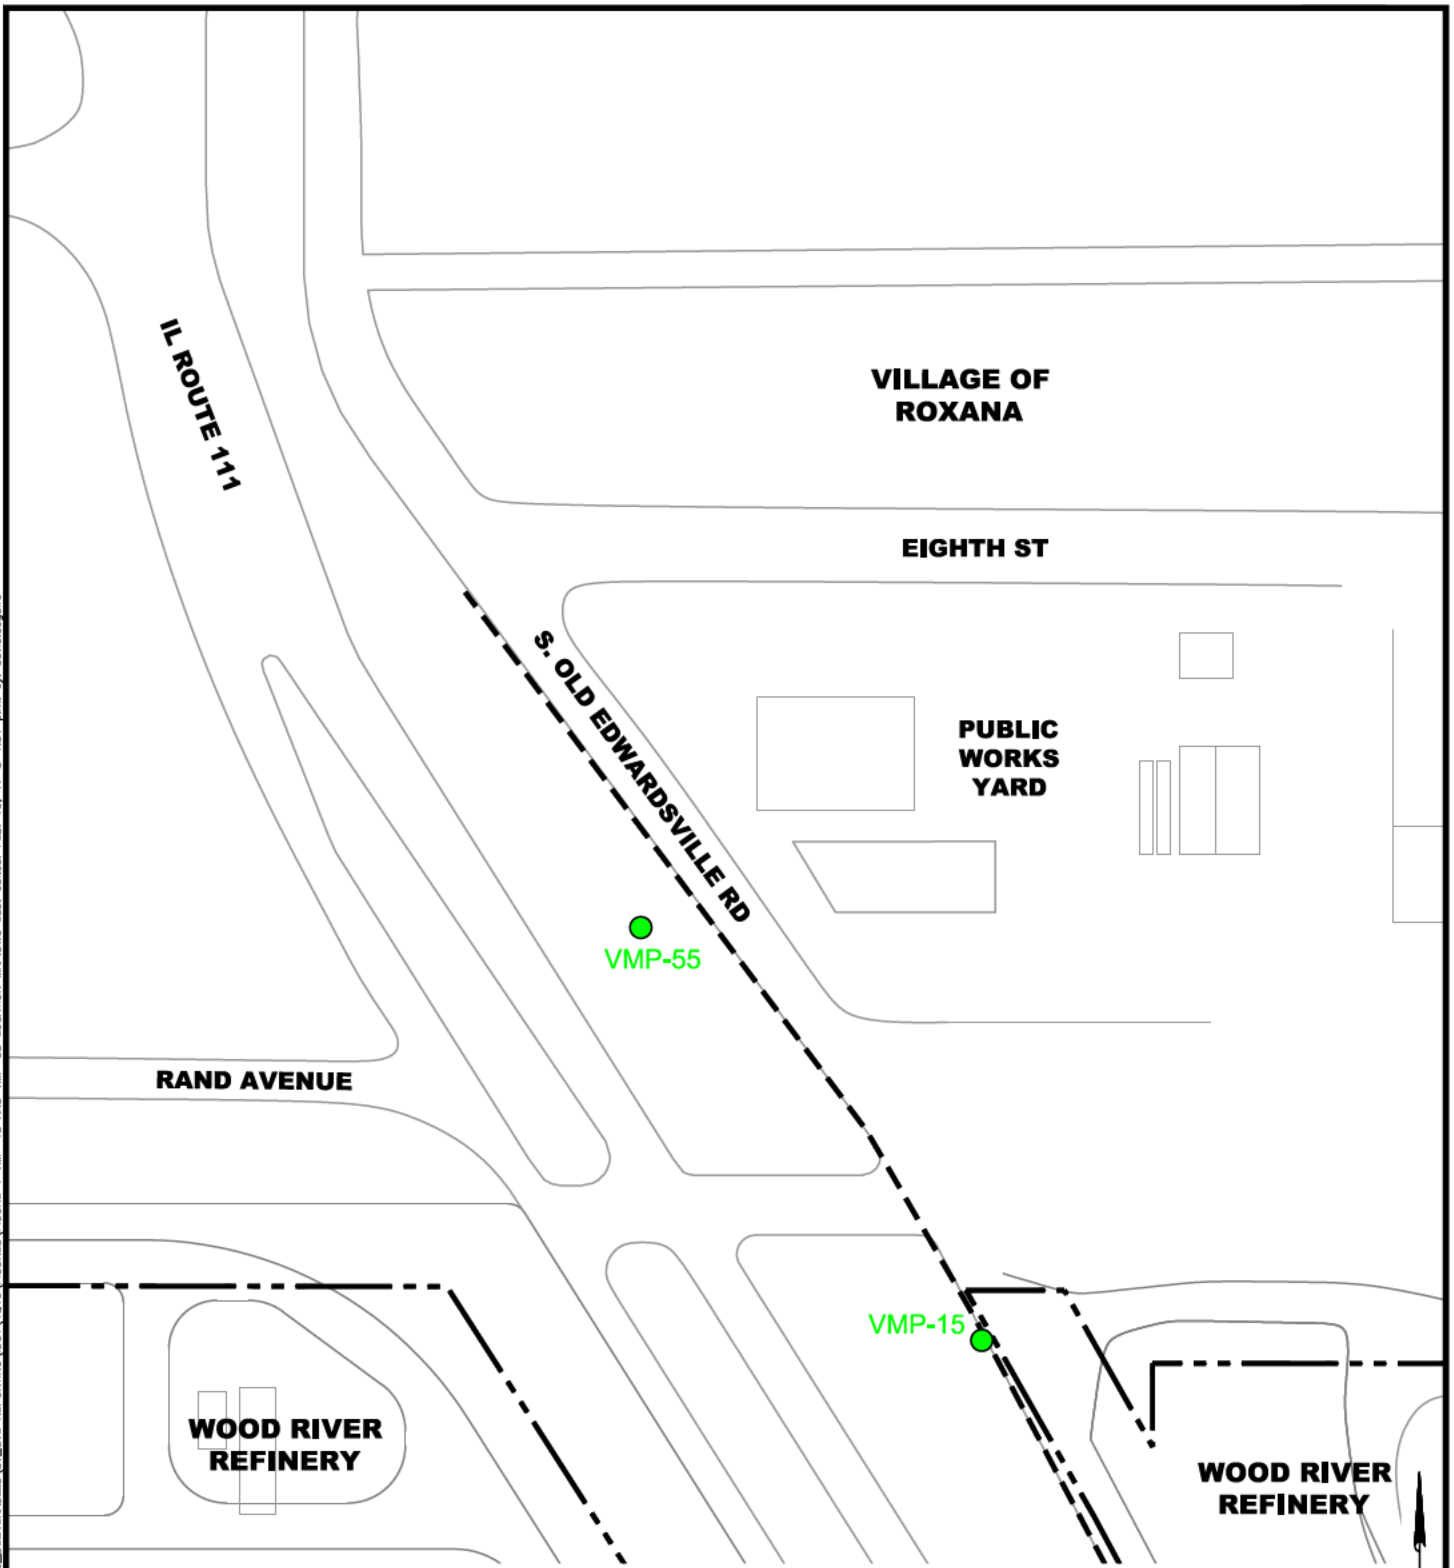 IL ROUTE 111
VILLAGE OF
ROXANA
EIGHTH ST
S. OLD EDWARDSVILLE RD
PUBLIC
WORKS
YARD
VMP-55
RAND AVENUE
VMP-15
WOOD RIVER
REFINERY
WOOD RIVER
REFINERY